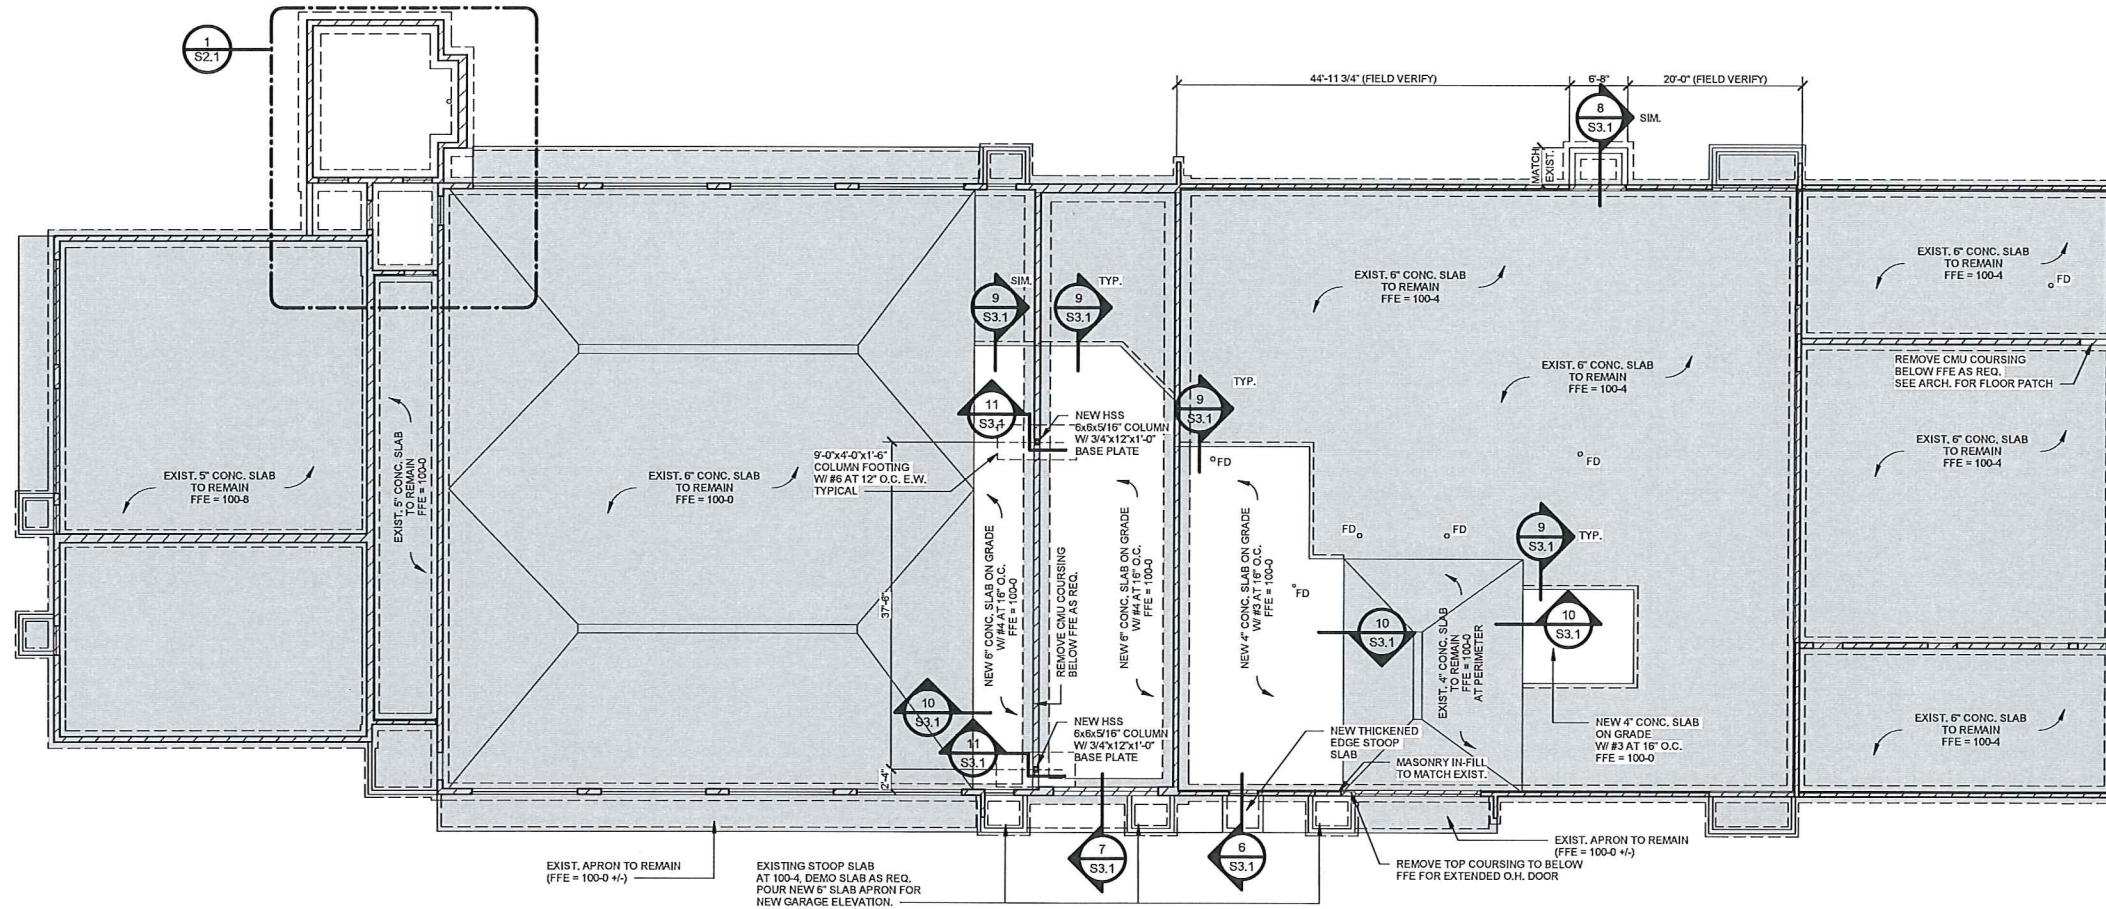 1
S2.1
44'-11 3/4" (FIELD VERIFY)
6'-8"
20'-0" (FIELD VERIFY)
8
S3.1
SIM.
MATCH
EXIST.
EXIST. 6" CONC. SLAB
TO REMAIN
FFE = 100-4
FD
EXIST. 6" CONC. SLAB
TO REMAIN
FFE = 100-4
9
S3.1
SIM.
9
S3.1
TYP.
EXIST. 6" CONC. SLAB
TO REMAIN
FFE = 100-4
REMOVE CMU COURSING
BELOW FFE AS REQ.
SEE ARCH. FOR FLOOR PATCH
9
S3.1
TYP.
11
S3.1
NEW HSS
6x6x5/16" COLUMN
W/ 3/4"x12"x1'-0"
BASE PLATE
9'-0"x4'-0"x1'-6"
COLUMN FOOTING
W/ #6 AT 12" O.C. E.W.
TYPICAL
EXIST. 5" CONC. SLAB
TO REMAIN
FFE = 100-8
EXIST. 5" CONC. SLAB
TO REMAIN
FFE = 100-0
EXIST. 6" CONC. SLAB
TO REMAIN
FFE = 100-0
FD
FD
EXIST. 6" CONC. SLAB
TO REMAIN
FFE = 100-4
FD
FD
9
S3.1
TYP.
37'-6"
NEW 6" CONC. SLAB ON GRADE
W/ #4 AT 16" O.C.
FFE = 100-0
REMOVE CMU COURSING
BELOW FFE AS REQ.
NEW 6" CONC. SLAB ON GRADE
W/ #4 AT 16" O.C.
FFE = 100-0
NEW 4" CONC. SLAB ON GRADE
W/ #3 AT 16" O.C.
FFE = 100-0
FD
10
S3.1
EXIST. 4" CONC. SLAB
TO REMAIN
FFE = 100-0
AT PERIMETER
10
S3.1
10
S3.1
11
S3.1
2'-4"
NEW HSS
6x6x5/16" COLUMN
W/ 3/4"x12"x1'-0"
BASE PLATE
NEW THICKENED
EDGE STOOP
SLAB
MASONRY IN-FILL
TO MATCH EXIST.
NEW 4" CONC. SLAB
ON GRADE
W/ #3 AT 16" O.C.
FFE = 100-0
EXIST. 6" CONC. SLAB
TO REMAIN
FFE = 100-4
7
S3.1
6
S3.1
EXIST. APRON TO REMAIN
(FFE = 100-0 +/-)
EXISTING STOOP SLAB
AT 100-4, DEMO SLAB AS REQ.
POUR NEW 6" SLAB APRON FOR
NEW GARAGE ELEVATION.
EXIST. APRON TO REMAIN
(FFE = 100-0 +/-)
REMOVE TOP COURSING TO BELOW
FFE FOR EXTENDED O.H. DOOR